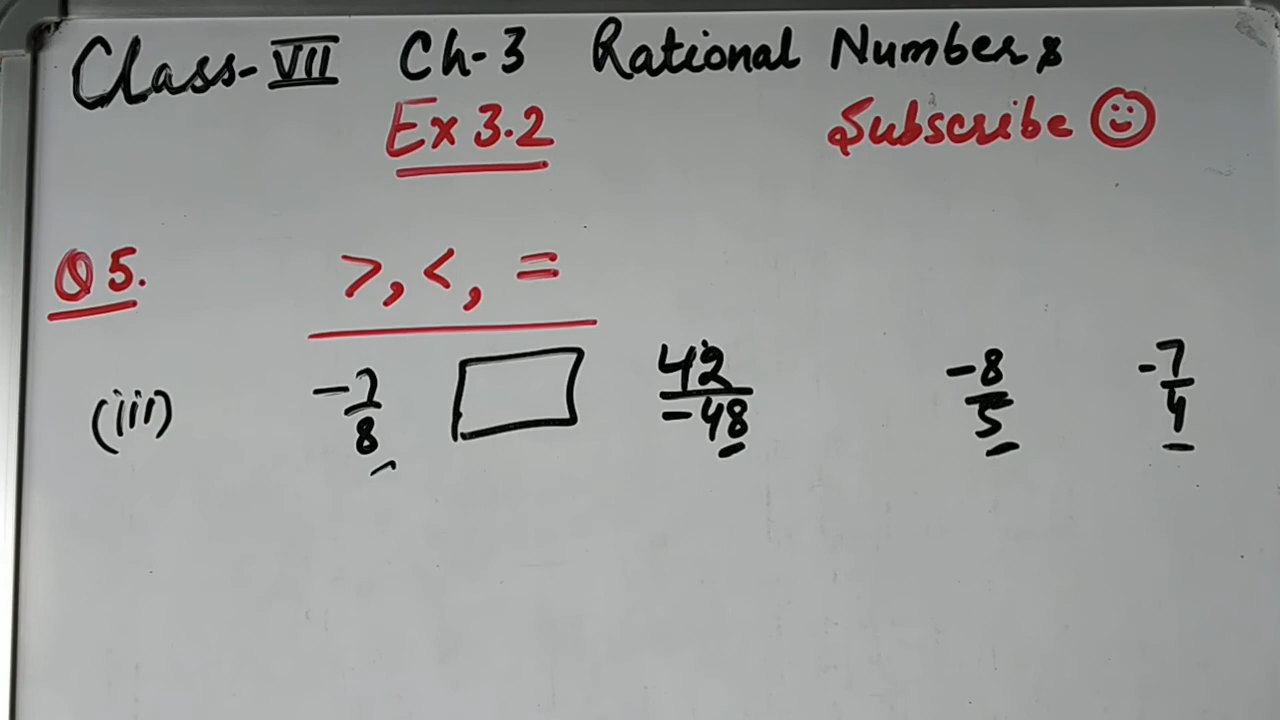 Class-VII Ch-3 Rational Numbers
Ex 3.2
Subscribe
Q5. >, <, =
(iii) -7/8 42/-48 -8/5 -7/4